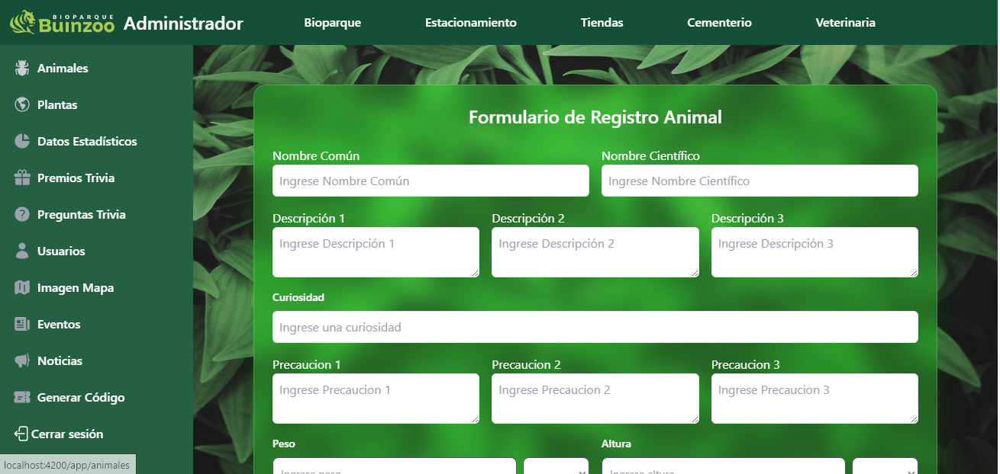 BIOPARQUE
Buinzoo
Administrador
Bioparque
Estacionamiento
Tiendas
Cementerio
Veterinaria
Animales
Plantas
Datos Estadísticos
Premios Trivia
Preguntas Trivia
Usuarios
Imagen Mapa
Eventos
Noticias
Generar Código
Cerrar sesión
localhost:4200/app/animales
Formulario de Registro Animal
Nombre Común
Nombre Científico
Ingrese Nombre Común
Ingrese Nombre Científico
Descripción 1
Descripción 2
Descripción 3
Ingrese Descripción 1
Ingrese Descripción 2
Ingrese Descripción 3
Curiosidad
Ingrese una curiosidad
Precaucion 1
Precaucion 2
Precaucion 3
Ingrese Precaucion 1
Ingrese Precaucion 2
Ingrese Precaucion 3
Peso
Altura
Ingrese peso
Ingrese altura